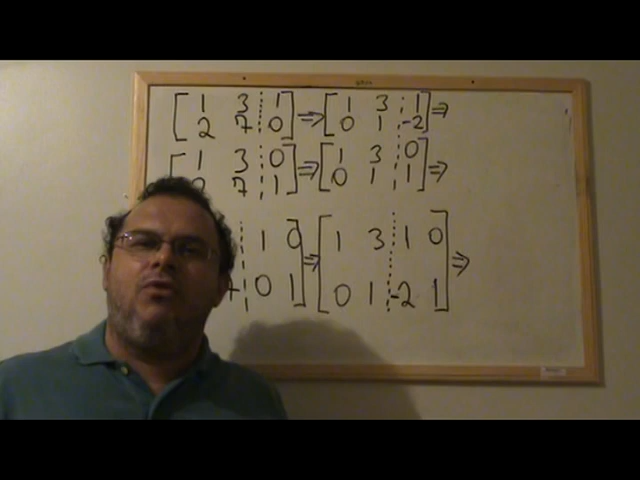 [ 1 3 ⋮ 1 ] ⇒ [ 1 3 ⋮ 1 ] ⇒
[ 2 7 ⋮ 0 ] [ 0 1 ⋮ -2 ]
[ 1 3 ⋮ 0 ] ⇒ [ 1 3 ⋮ 0 ] ⇒
7 ⋮ 1 ] [ 0 1 ⋮ 1 ]
⋮ 1 0 ] ⇒ [ 1 3 ⋮ 1 0 ] ⇒
⋮ 0 1 ] [ 0 1 ⋮ -2 1 ]